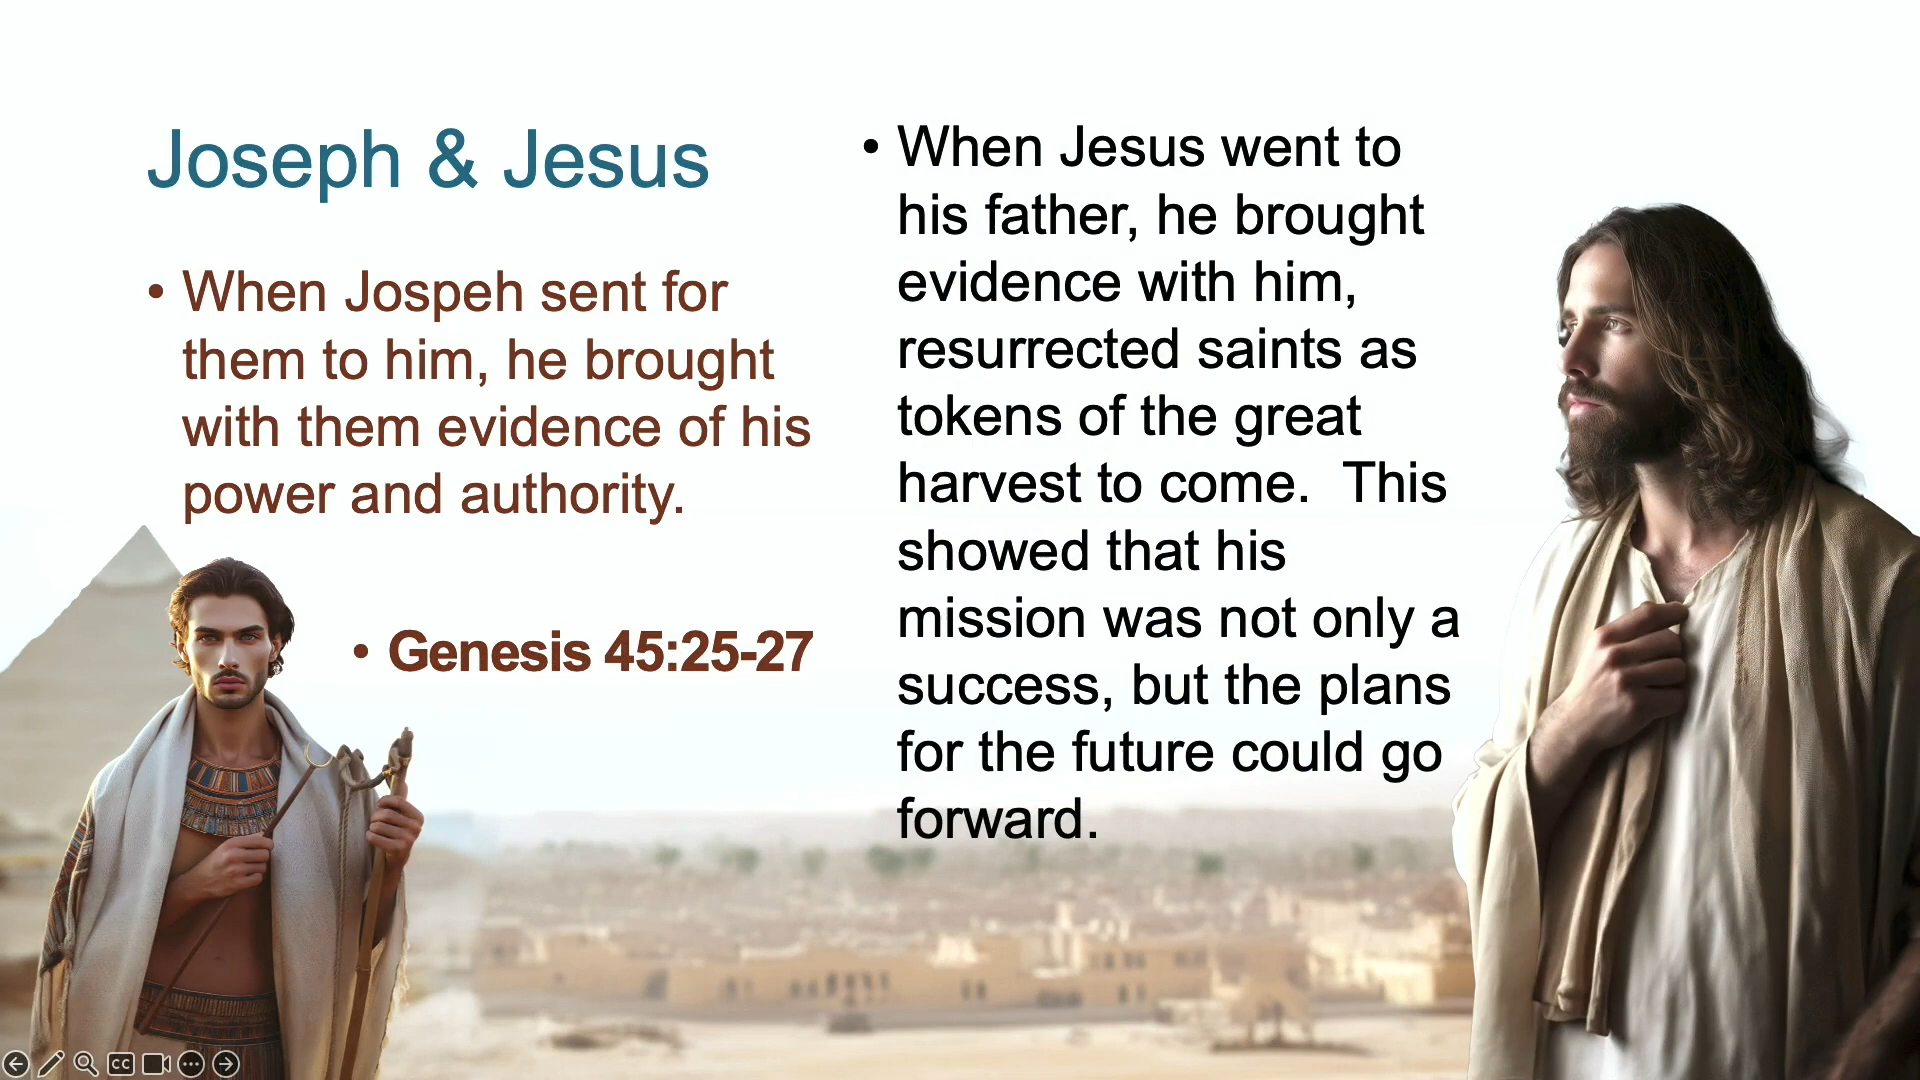 Joseph & Jesus
• When Jospeh sent for
them to him, he brought
with them evidence of his
power and authority.
• Genesis 45:25-27
• When Jesus went to
his father, he brought
evidence with him,
resurrected saints as
tokens of the great
harvest to come.  This
showed that his
mission was not only a
success, but the plans
for the future could go
forward.
CC